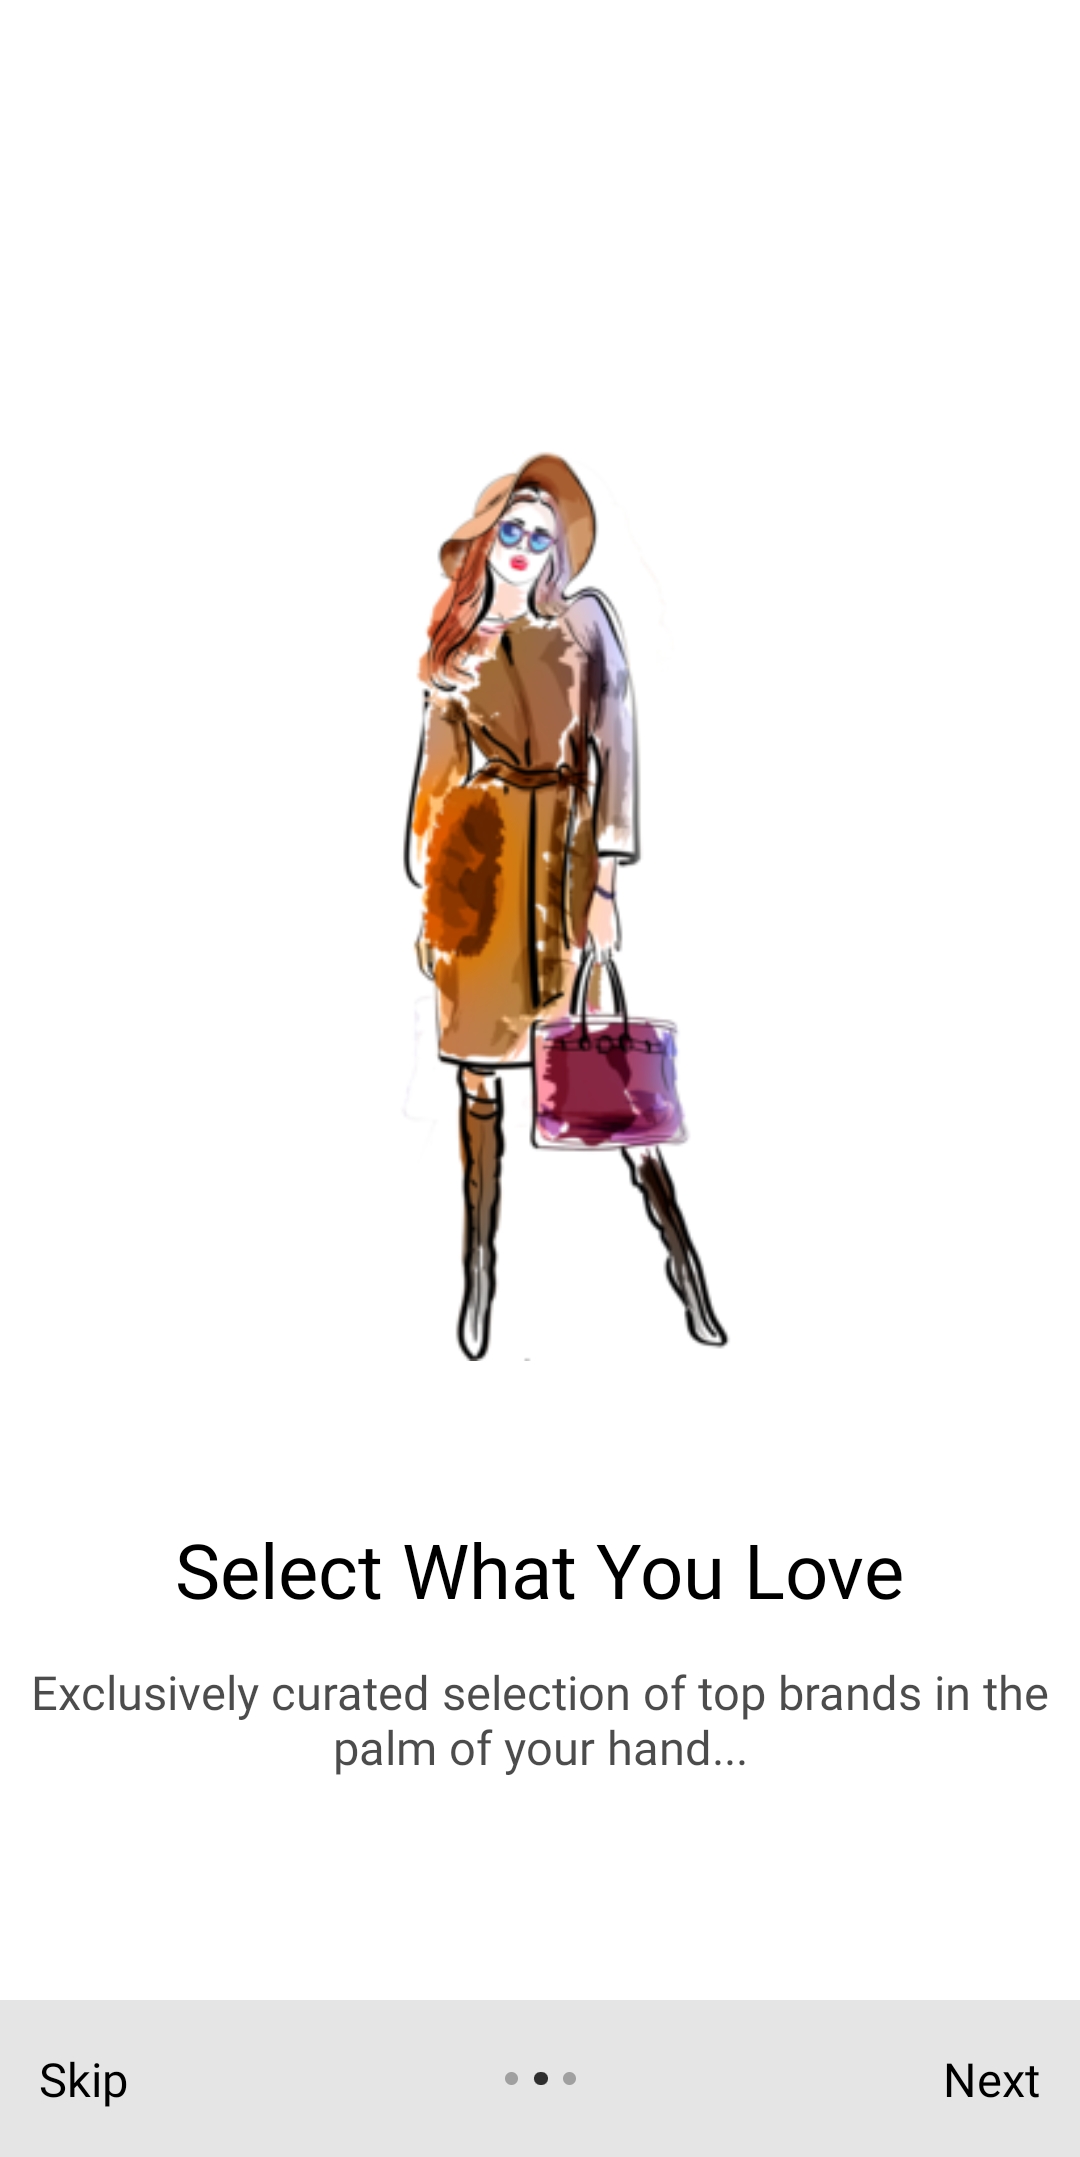 Select What You Love
Exclusively curated selection of top brands in the
palm of your hand...
Skip
Next